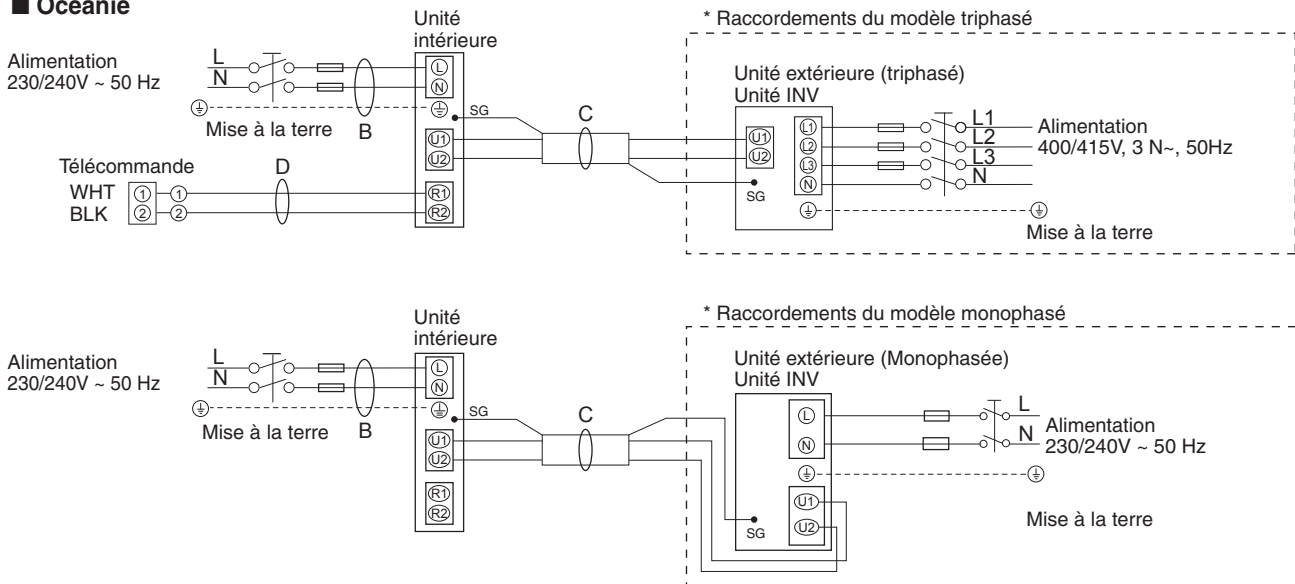 ■ Océanie
Unité
intérieure
* Raccordements du modèle triphasé
Alimentation
230/240V ~ 50 Hz
L
N
L
N
Unité extérieure (triphasé)
Unité INV
SG
C
Mise à la terre
B
U1
U2
U1
U2
L1
L2
L3
N
L1
L2
L3
N
Alimentation
400/415V, 3 N~, 50Hz
Télécommande
D
WHT
1
1
BLK
2
2
R1
R2
SG
Mise à la terre
Unité
intérieure
* Raccordements du modèle monophasé
Alimentation
230/240V ~ 50 Hz
L
N
L
N
Unité extérieure (Monophasée)
Unité INV
SG
C
Mise à la terre
B
U1
U2
L
N
L
N
Alimentation
230/240V ~ 50 Hz
R1
R2
U1
U2
SG
Mise à la terre